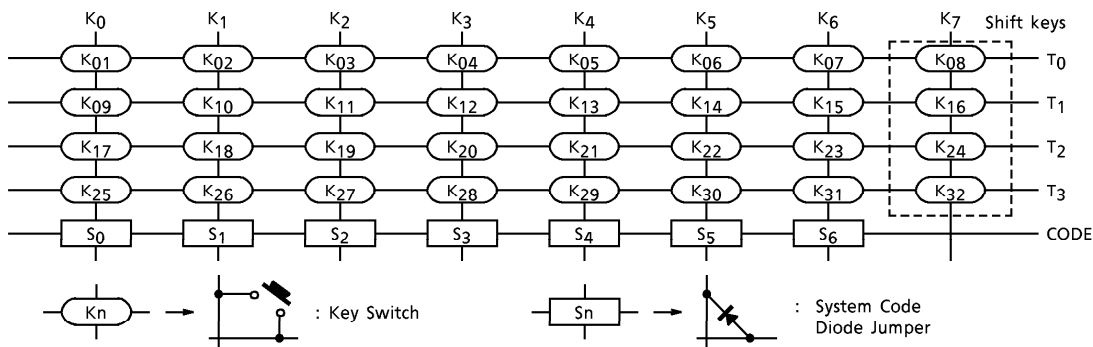 K0 K1 K2 K3 K4 K5 K6 K7 Shift keys
K01 K02 K03 K04 K05 K06 K07 K08 T0
K09 K10 K11 K12 K13 K14 K15 K16 T1
K17 K18 K19 K20 K21 K22 K23 K24 T2
K25 K26 K27 K28 K29 K30 K31 K32 T3
S0 S1 S2 S3 S4 S5 S6 CODE
Kn : Key Switch
Sn : System Code
Diode Jumper